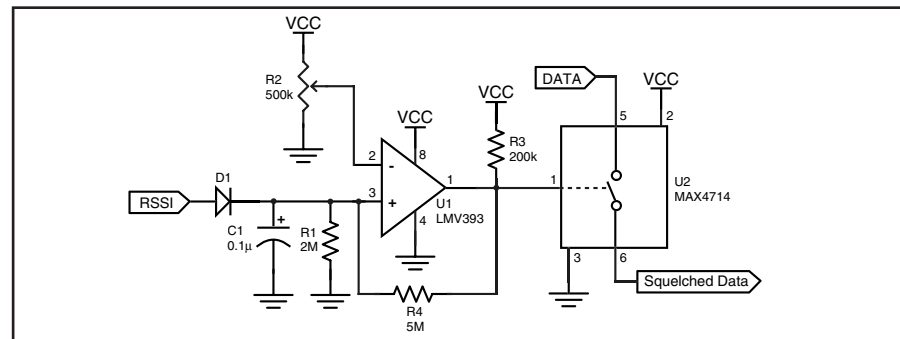 VCC
R2
500k
DATA
VCC
VCC
VCC
5
2
R3
200k
2
8
-
D1
RSSI
3
+
1
1
U1
LMV393
U2
MAX4714
+
C1
0.1µ
R1
2M
4
3
6
Squelched Data
R4
5M